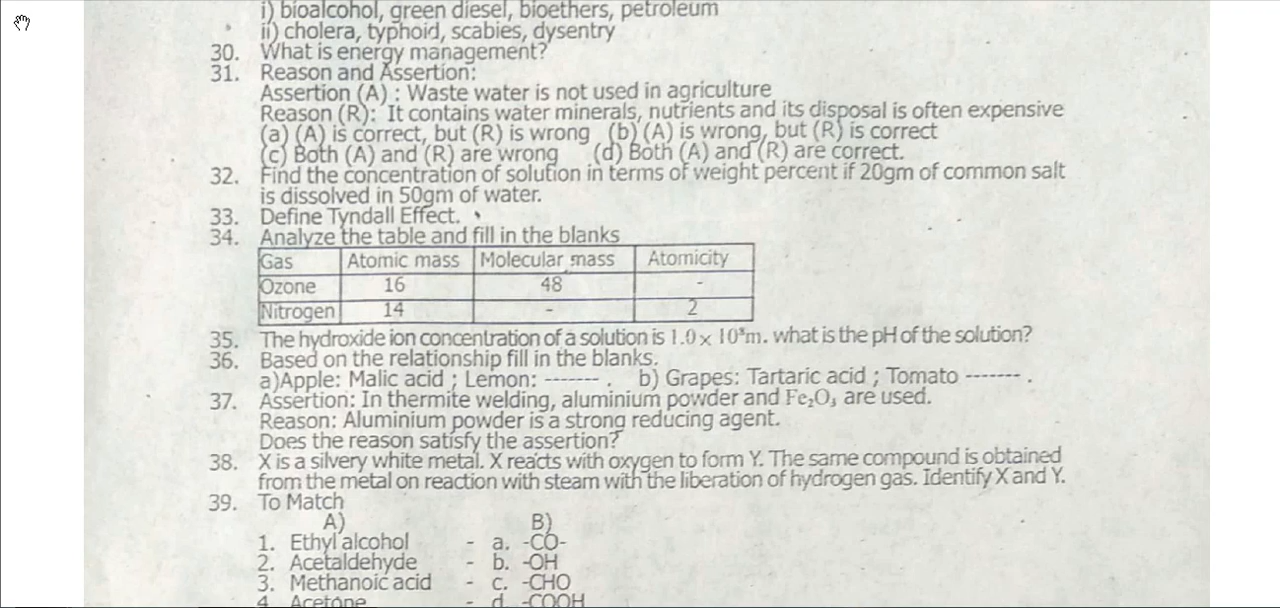 i) bioalcohol, green diesel, bioethers, petroleum
ii) cholera, typhoid, scabies, dysentry
30. What is energy management?
31. Reason and Assertion:
Assertion (A) : Waste water is not used in agriculture
Reason (R): It contains water minerals, nutrients and its disposal is often expensive
(a) (A) is correct, but (R) is wrong (b) (A) is wrong, but (R) is correct
(c) Both (A) and (R) are wrong (d) Both (A) and (R) are correct.
32. Find the concentration of solution in terms of weight percent if 20gm of common salt
is dissolved in 50gm of water.
33. Define Tyndall Effect.
34. Analyze the table and fill in the blanks
Gas Atomic mass Molecular mass Atomicity
Ozone 16 48 -
Nitrogen 14 - 2
35. The hydroxide ion concentration of a solution is 1.0 x m. what is the pH of the solution?
36. Based on the relationship fill in the blanks.
a)Apple: Malic acid ; Lemon: ------- . b) Grapes: Tartaric acid ; Tomato ------- .
37. Assertion: In thermite welding, aluminium powder and Fe₂O₃ are used.
Reason: Aluminium powder is a strong reducing agent.
Does the reason satisfy the assertion?
38. X is a silvery white metal. X reacts with oxygen to form Y. The same compound is obtained
from the metal on reaction with steam with the liberation of hydrogen gas. Identify X and Y.
39. To Match
A) B)
1. Ethyl alcohol - a. -CO-
2. Acetaldehyde - b. -OH
3. Methanoic acid - c. -CHO
4. Acetone - d. -COOH